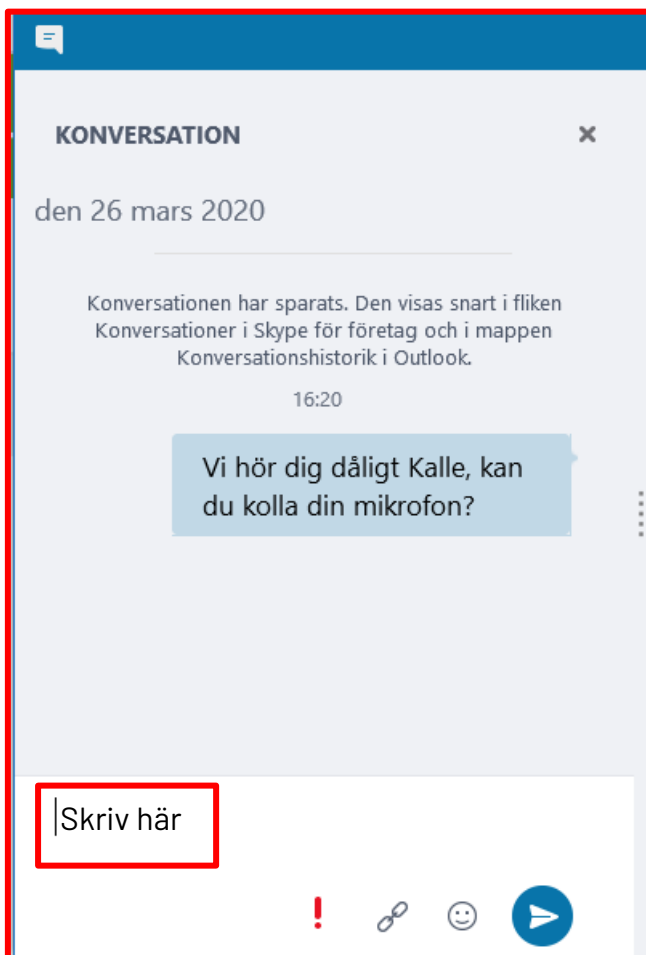 KONVERSATION
den 26 mars 2020
Konversationen har sparats. Den visas snart i fliken
Konversationer i Skype för företag och i mappen
Konversationshistorik i Outlook.
16:20
Vi hör dig dåligt Kalle, kan
du kolla din mikrofon?
Skriv här